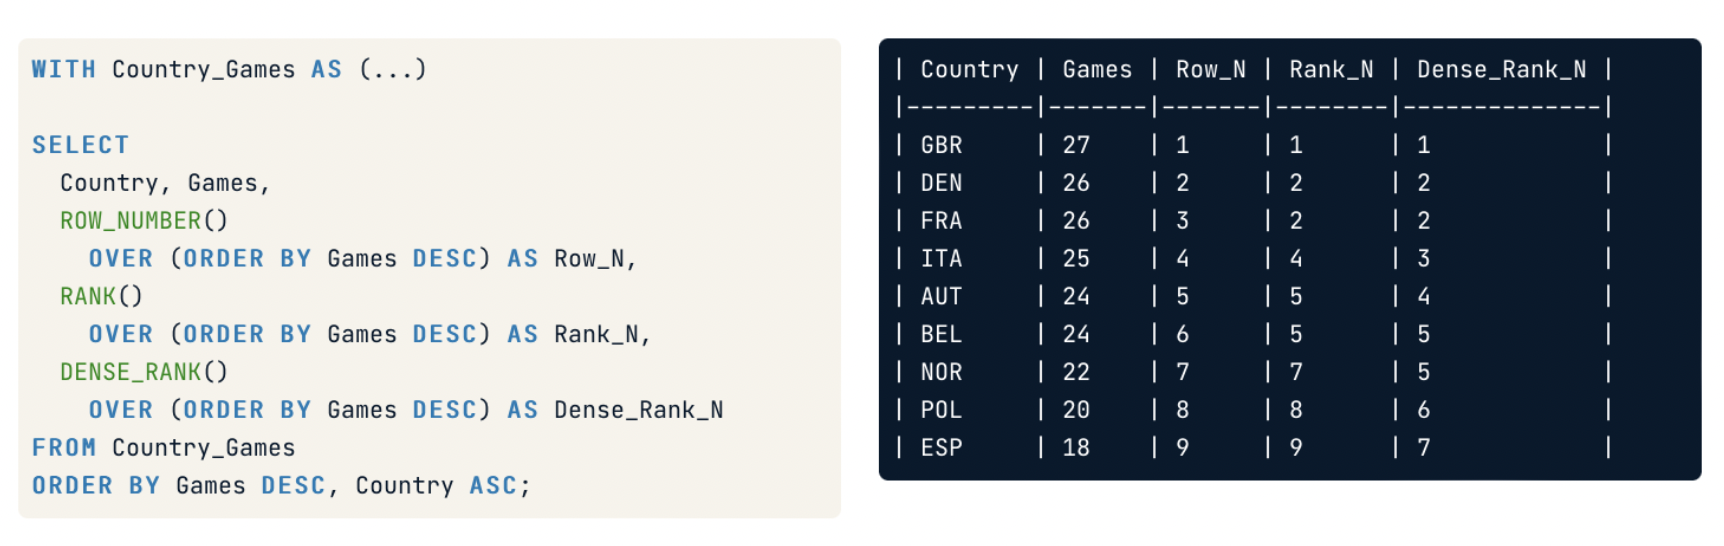 WITH Country_Games AS (...)
SELECT
Country, Games,
ROW_NUMBER()
OVER (ORDER BY Games DESC) AS Row_N,
RANK()
OVER (ORDER BY Games DESC) AS Rank_N,
DENSE_RANK()
OVER (ORDER BY Games DESC) AS Dense_Rank_N
FROM Country_Games
ORDER BY Games DESC, Country ASC;
| Country | Games | Row_N | Rank_N | Dense_Rank_N |
|---------|-------|-------|--------|--------------|
| GBR | 27 | 1 | 1 | 1 |
| DEN | 26 | 2 | 2 | 2 |
| FRA | 26 | 3 | 2 | 2 |
| ITA | 25 | 4 | 4 | 3 |
| AUT | 24 | 5 | 5 | 4 |
| BEL | 24 | 6 | 5 | 5 |
| NOR | 22 | 7 | 7 | 5 |
| POL | 20 | 8 | 8 | 6 |
| ESP | 18 | 9 | 9 | 7 |